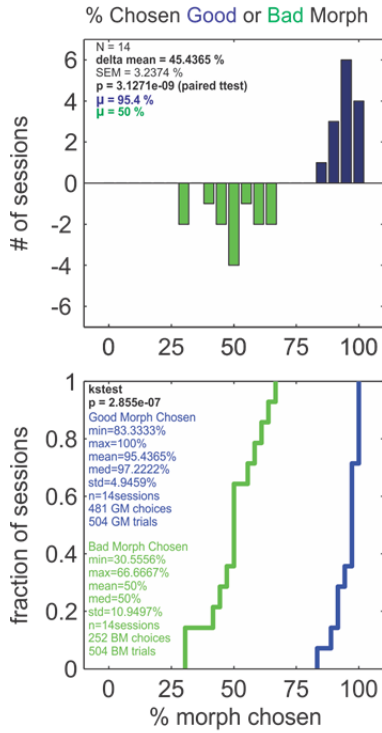 % Chosen Good or Bad Morph
N = 14
delta mean = 45.4365 %
SEM = 3.2374 %
p = 3.1271e-09 (paired ttest)
μ = 95.4 %
μ = 50 %
# of sessions
6
4
2
0
-2
-4
-6
0
25
50
75
100
fraction of sessions
1
0.8
0.6
0.4
0.2
0
kstest
p = 2.855e-07
Good Morph Chosen
min=83.3333%
max=100%
mean=95.4365%
med=97.2222%
std=4.9459%
n=14sessions
481 GM choices
504 GM trials
Bad Morph Chosen
min=30.5556%
max=66.6667%
mean=50%
med=50%
std=10.9497%
n=14sessions
252 BM choices
504 BM trials
0
25
50
75
100
% morph chosen